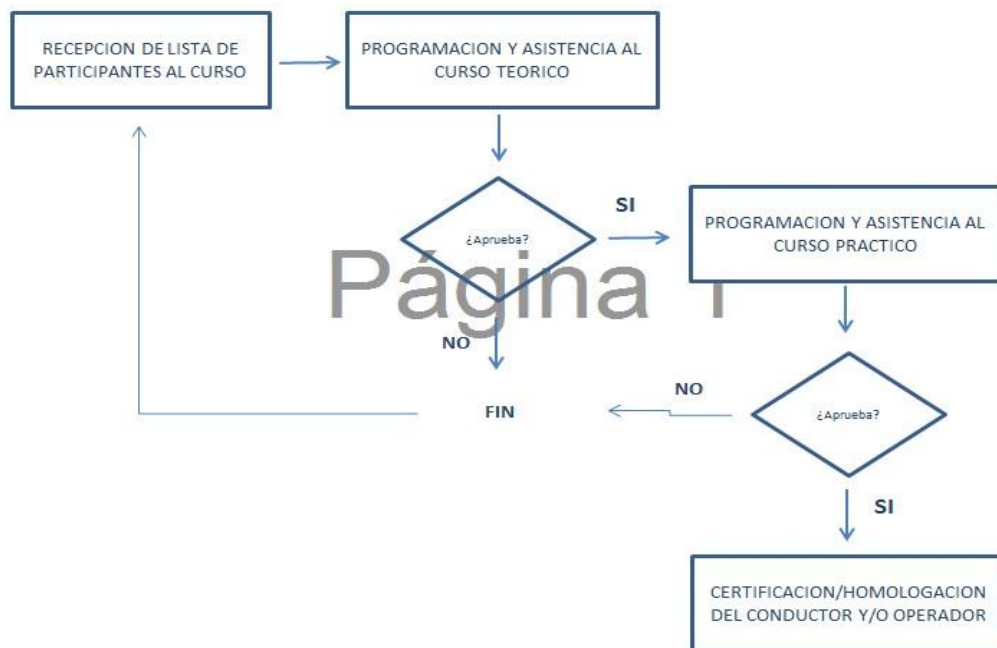 RECEPCION DE LISTA DE
PARTICIPANTES AL CURSO
PROGRAMACION Y ASISTENCIA AL
CURSO TEORICO
¿Aprueba?
SI
PROGRAMACION Y ASISTENCIA AL
CURSO PRACTICO
Página 1
NO
FIN
NO
¿Aprueba?
SI
CERTIFICACION/HOMOLOGACION
DEL CONDUCTOR Y/O OPERADOR